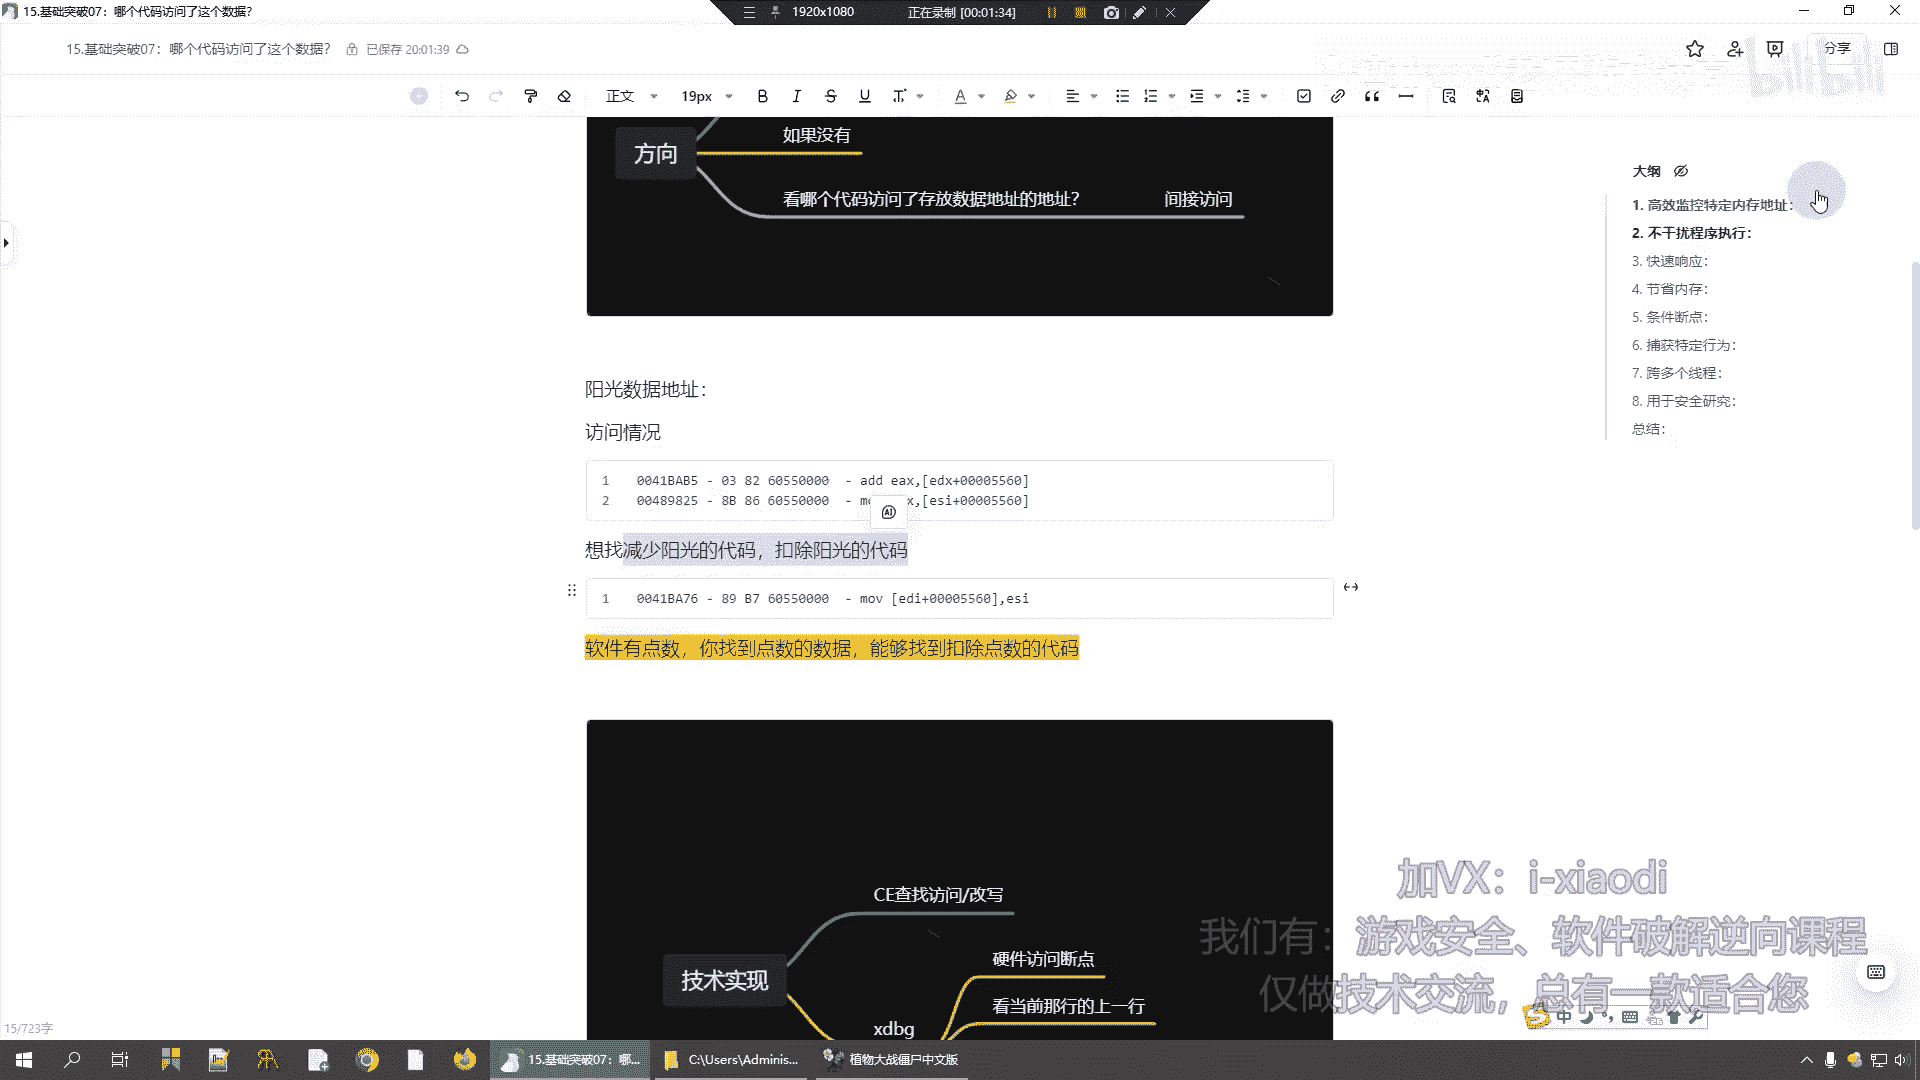 15.基础突破07：哪个代码访问了这个数据?
1920x1080
正在录制 [00:01:34]
15.基础突破07：哪个代码访问了这个数据?
已保存 20:01:39
分享
bilibili
正文
19px
B I S U
如果没有
方向
看哪个代码访问了存放数据地址的地址?
间接访问
大纲
1. 高效监控特定内存地址:
2. 不干扰程序执行:
3. 快速响应:
4. 节省内存:
5. 条件断点:
6. 捕获特定行为:
7. 跨多个线程:
8. 用于安全研究:
总结:
阳光数据地址：
访问情况
1 0041BAB5 - 03 82 60550000 - add eax,[edx+00005560]
2 00489825 - 8B 86 60550000 - m x,[esi+00005560]
AI
想找减少阳光的代码，扣除阳光的代码
1 0041BA76 - 89 B7 60550000 - mov [edi+00005560],esi
软件有点数，你找到点数的数据，能够找到扣除点数的代码
CE查找访问/改写
硬件访问断点
技术实现
看当前那行的上一行
xdbg
加VX：i-xiaodi
我们有：游戏安全、软件破解逆向课程
仅做技术交流，总有一款适合您
中
15/723字
15.基础突破07：哪...
C:\Users\Adminis...
植物大战僵尸中文版